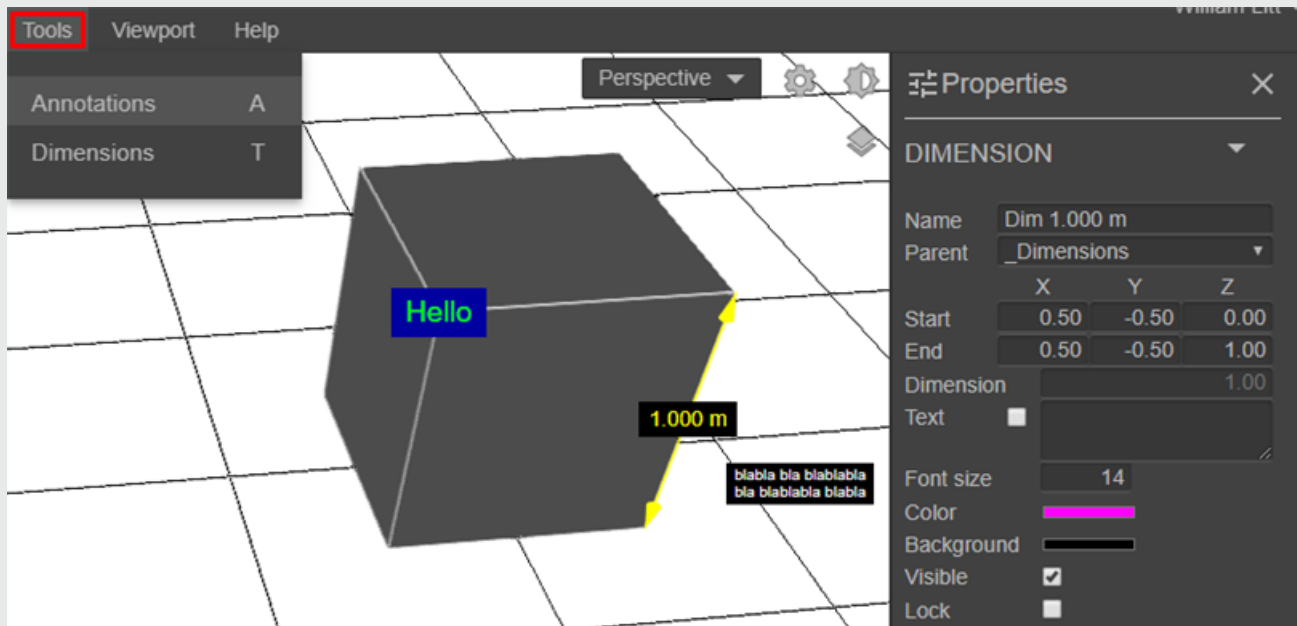 Tools Viewport Help
Annotations A
Dimensions T
Perspective
Hello
1.000 m
blabla bla blablabla
bla blablabla blabla
Properties
DIMENSION
Name Dim 1.000 m
Parent _Dimensions
X Y Z
Start 0.50 -0.50 0.00
End 0.50 -0.50 1.00
Dimension 1.00
Text
Font size 14
Color
Background
Visible
Lock